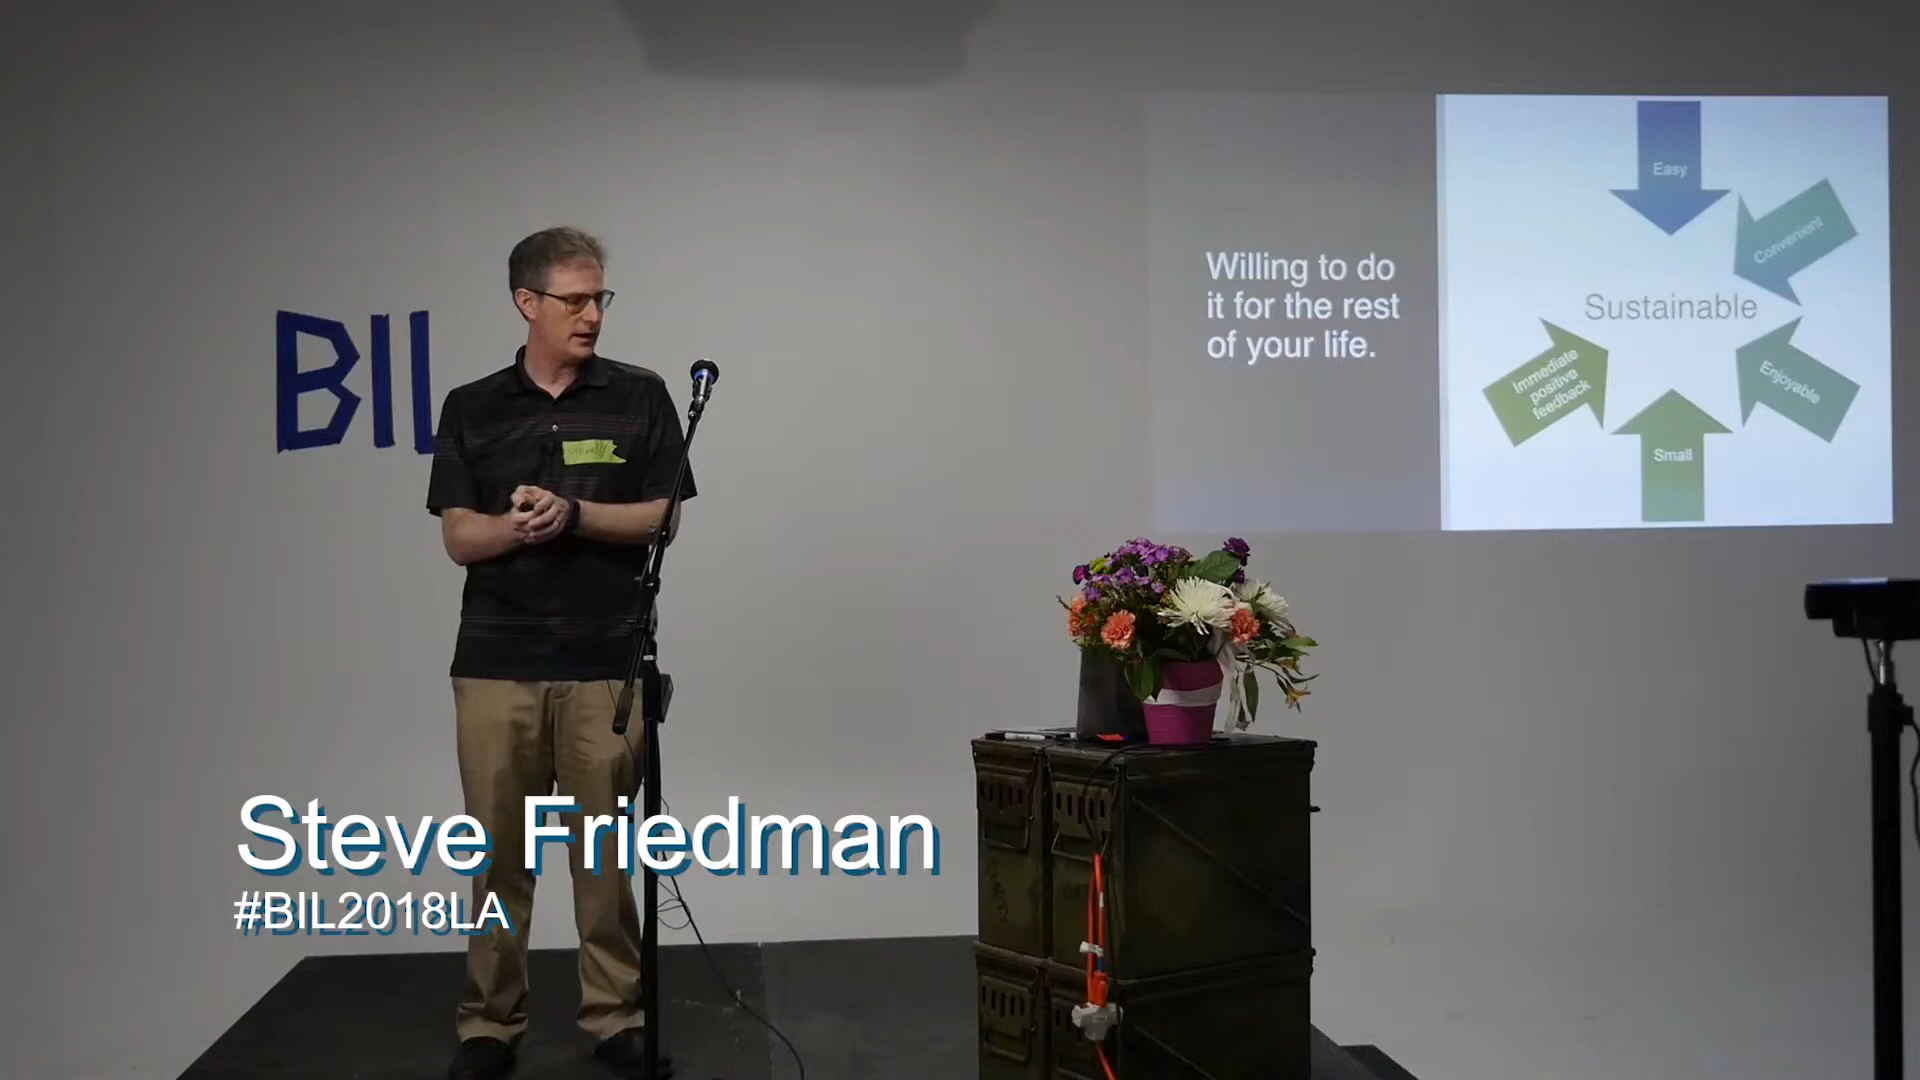 BIL
Willing to do
it for the rest
of your life.
Easy
Convenient
Sustainable
Immediate
positive
feedback
Enjoyable
Small
Steve Friedman
#BIL2018LA